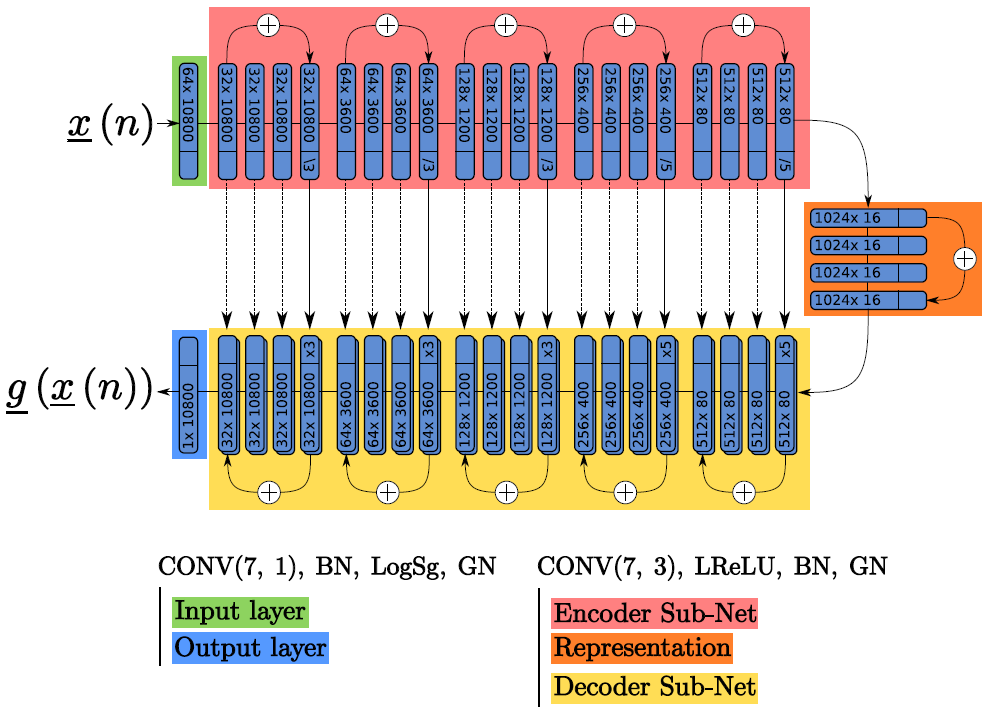 x (n)
64x 10800
32x 10800
32x 10800
32x 10800
32x 10800 \3
64x 3600
64x 3600
64x 3600
64x 3600 /3
128x 1200
128x 1200
128x 1200
128x 1200 /3
256x 400
256x 400
256x 400
256x 400 /5
512x 80
512x 80
512x 80
512x 80 /5
1024x 16
1024x 16
1024x 16
1024x 16
g (x (n))
1x 10800
32x 10800
32x 10800
32x 10800
32x 10800 x3
64x 3600
64x 3600
64x 3600
64x 3600 x3
128x 1200
128x 1200
128x 1200
128x 1200 x3
256x 400
256x 400
256x 400
256x 400 x5
512x 80
512x 80
512x 80
512x 80 x5
CONV(7, 1), BN, LogSg, GN
Input layer
Output layer
CONV(7, 3), LReLU, BN, GN
Encoder Sub-Net
Representation
Decoder Sub-Net